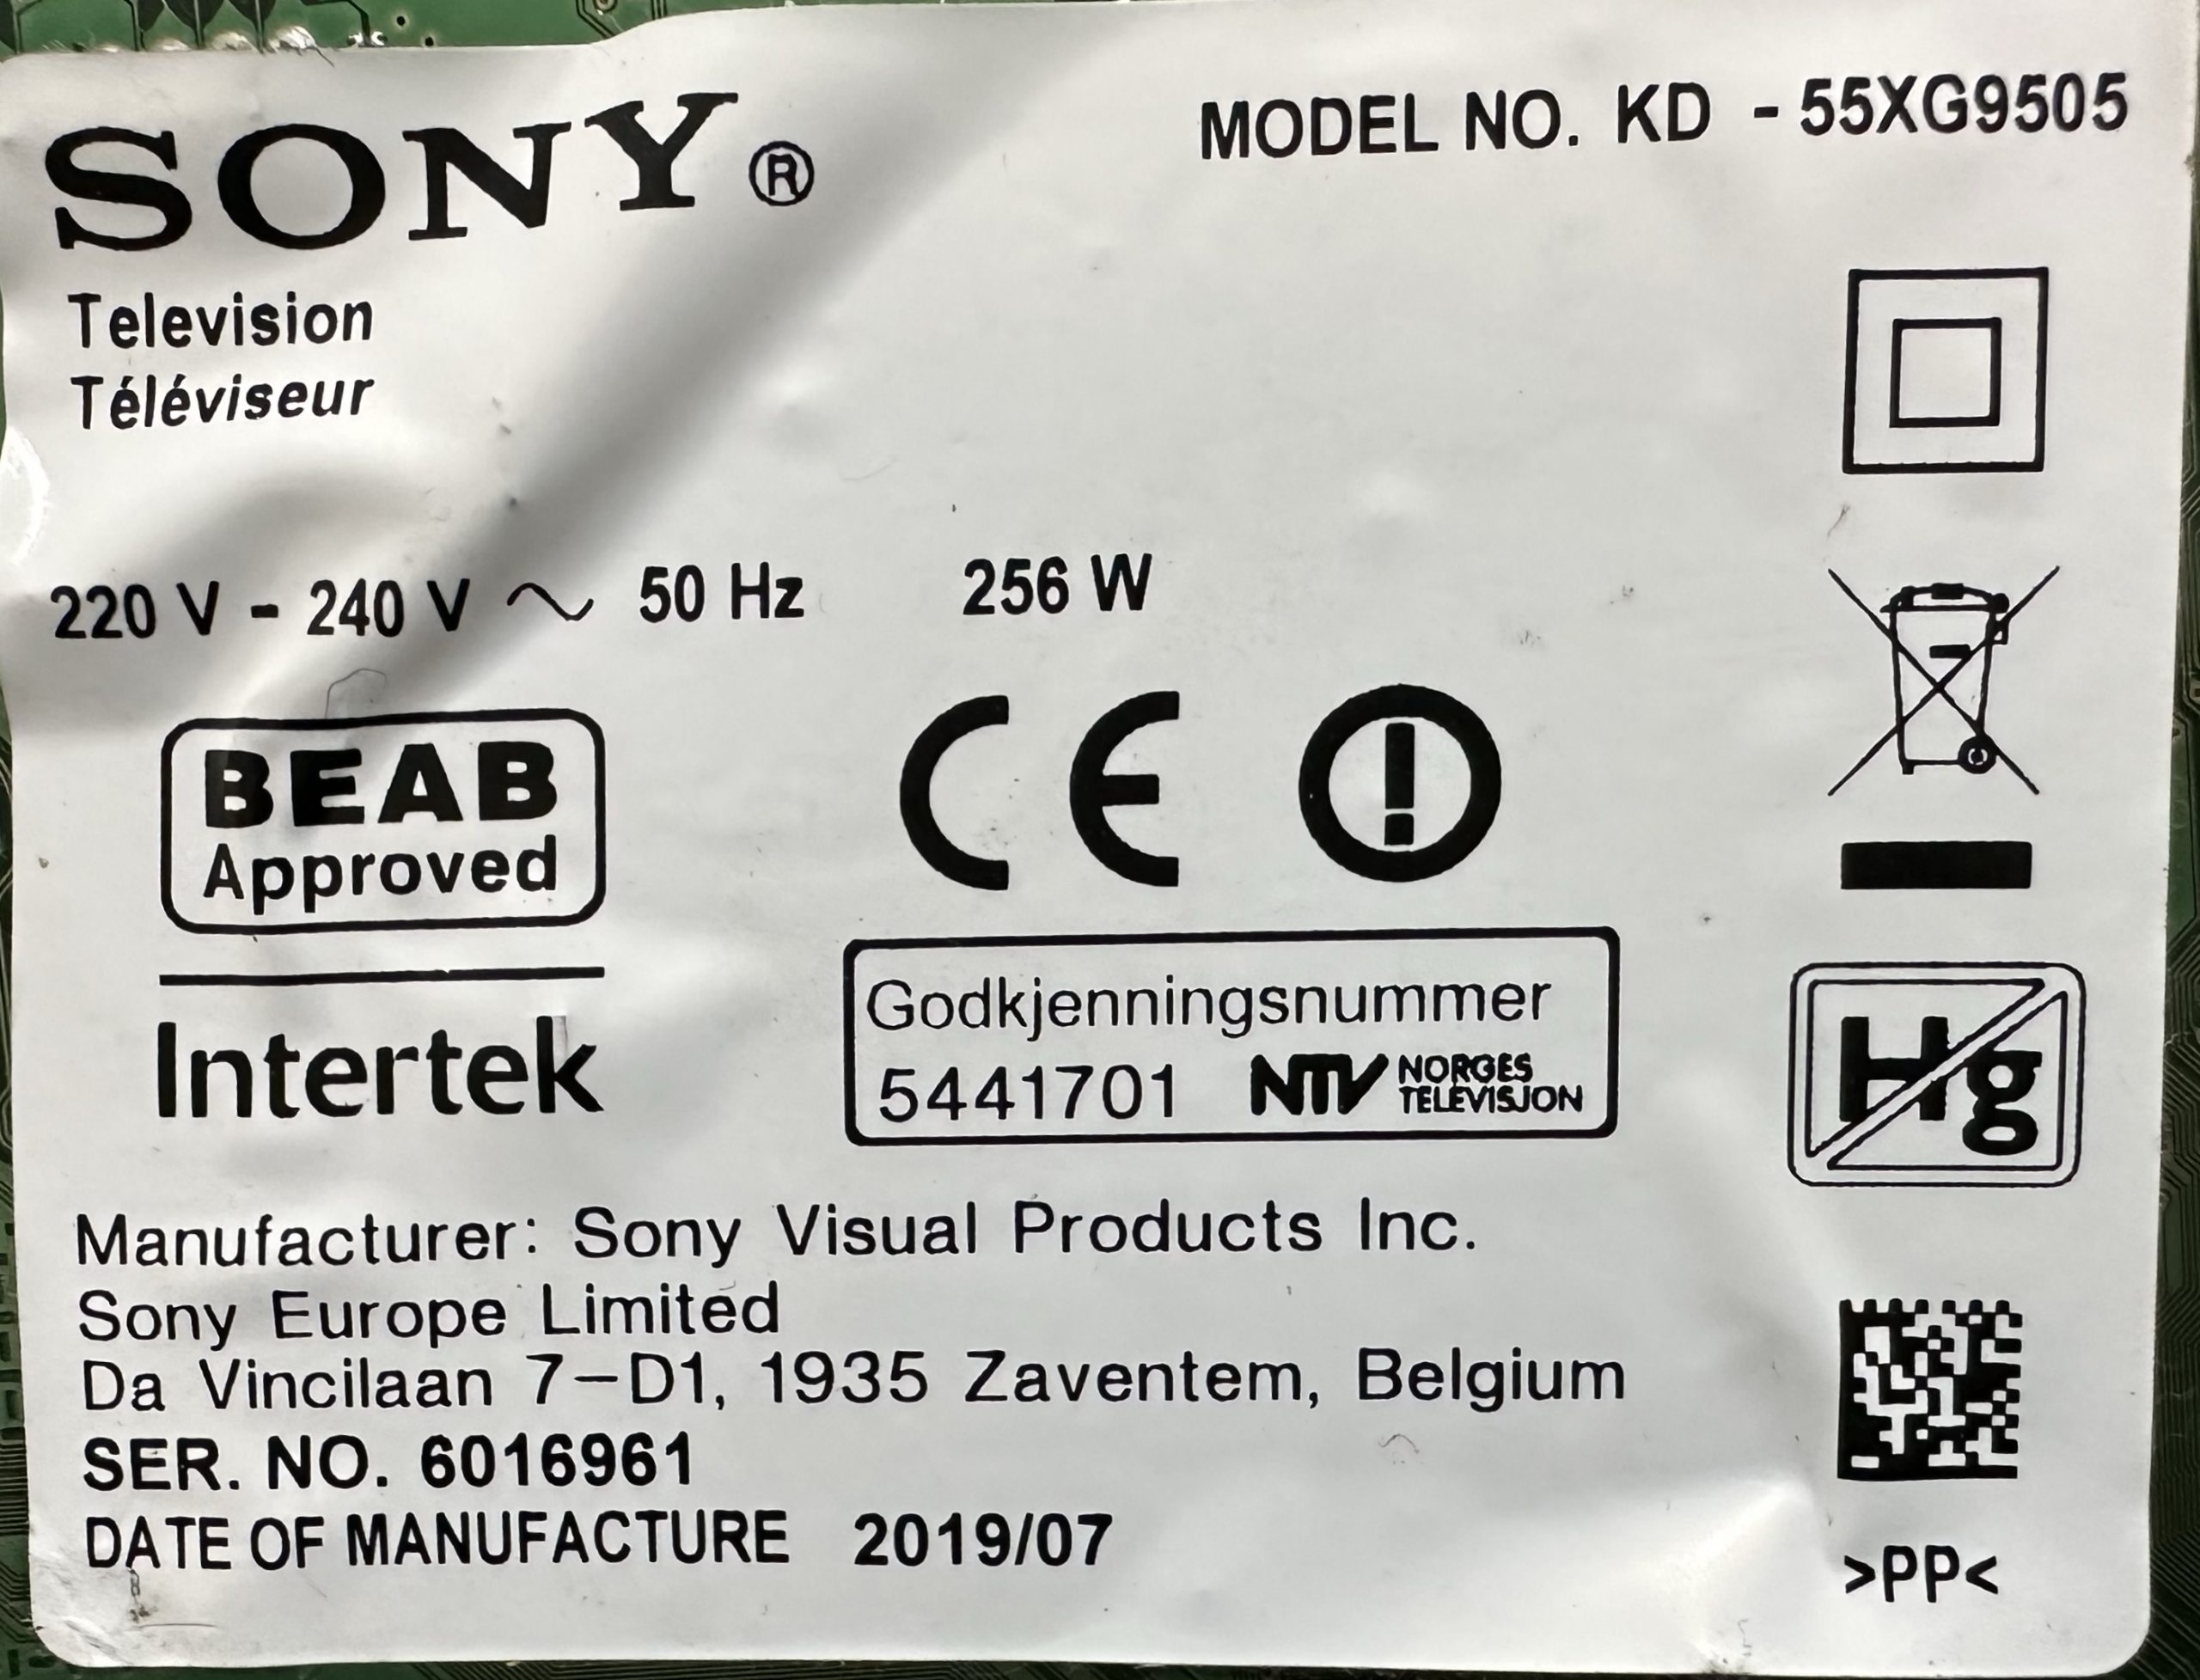 SONY®
MODEL NO. KD - 55XG9505
Television
Téléviseur
220 V - 240 V ~ 50 Hz 256 W
BEAB
Approved
Intertek
CE
Godkjenningsnummer
5441701 NTV NORGES TELEVISJON
Hg
Manufacturer: Sony Visual Products Inc.
Sony Europe Limited
Da Vincilaan 7-D1, 1935 Zaventem, Belgium
SER. NO. 6016961
DATE OF MANUFACTURE 2019/07
>PP<